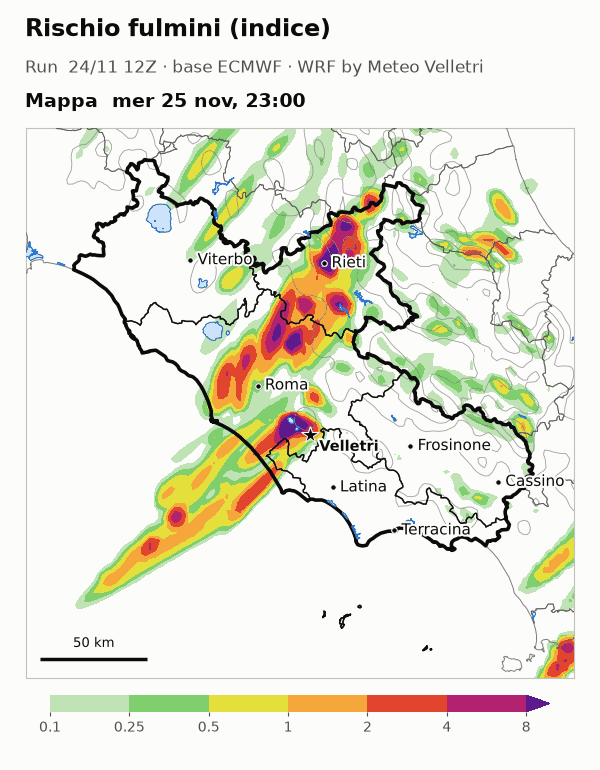 Rischio fulmini (indice)
Run  24/11 12Z · base ECMWF · WRF by Meteo Velletri
Mappa  mer 25 nov, 23:00
Viterbo
Rieti
Roma
Velletri
Frosinone
Cassino
Latina
Terracina
50 km
0.1 0.25 0.5 1 2 4 8